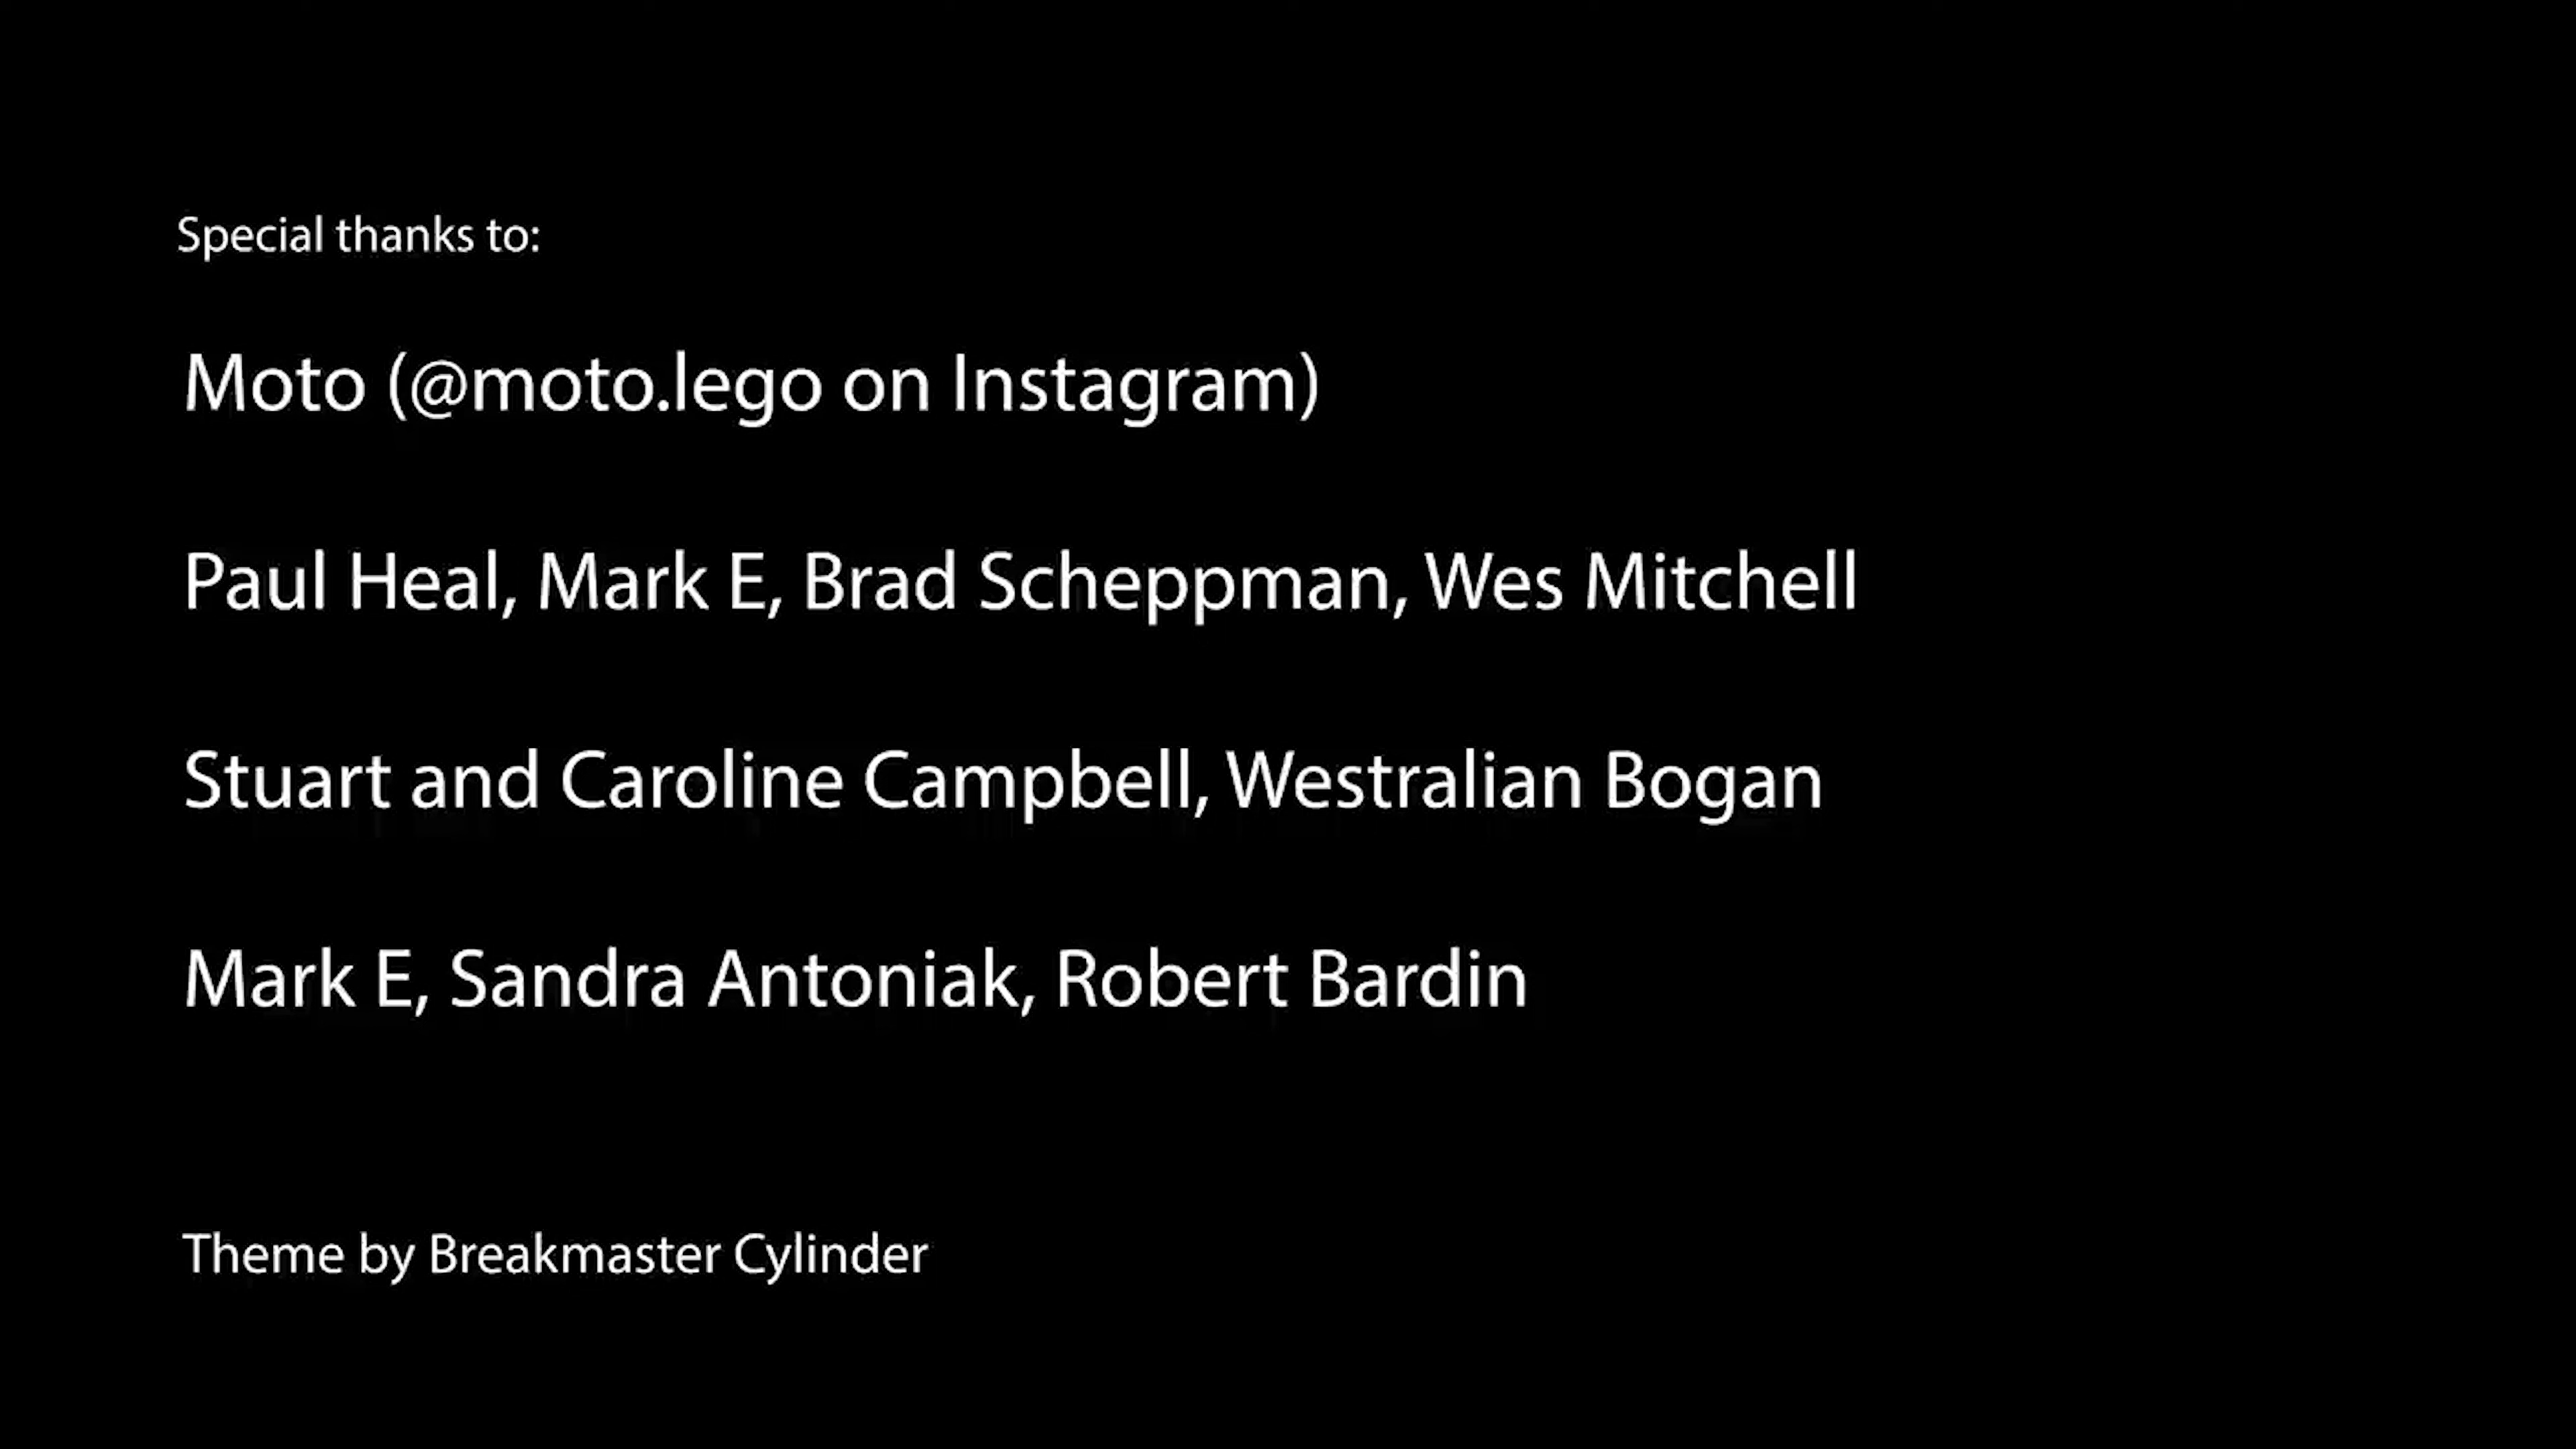 Special thanks to:
Moto (@moto.lego on Instagram)
Paul Heal, Mark E, Brad Scheppman, Wes Mitchell
Stuart and Caroline Campbell, Westralian Bogan
Mark E, Sandra Antoniak, Robert Bardin
Theme by Breakmaster Cylinder